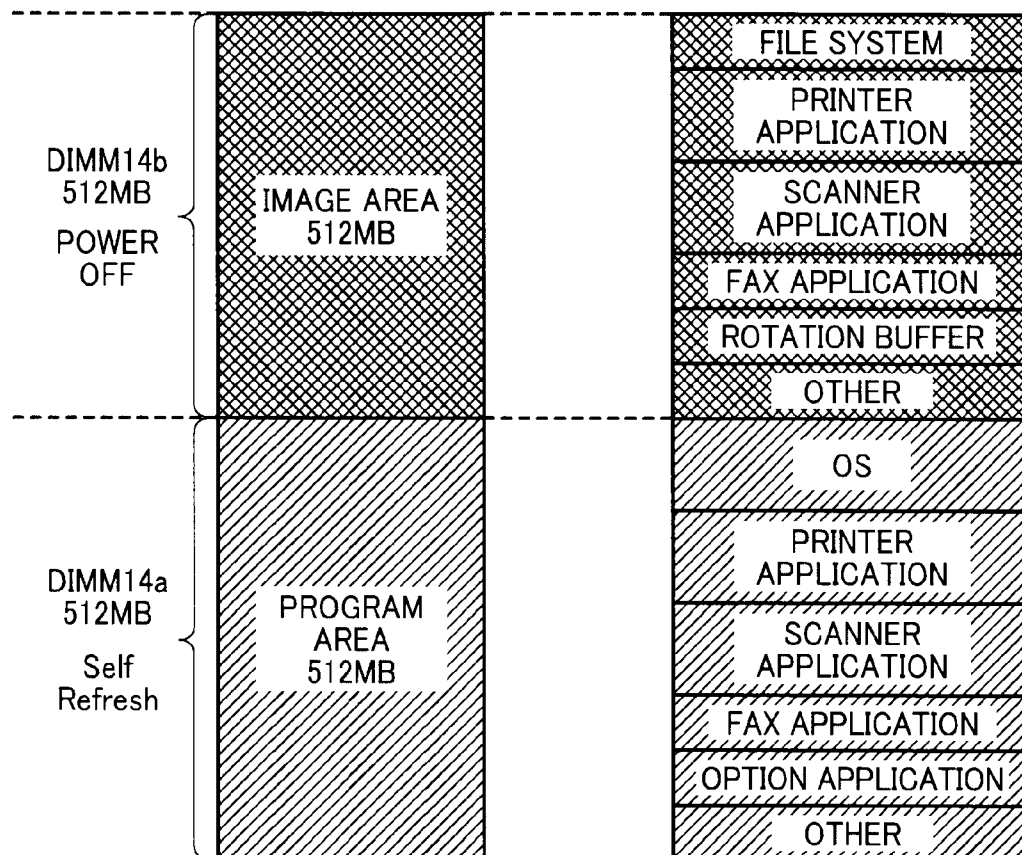 DIMM14b
512MB
POWER
OFF
IMAGE AREA
512MB
FILE SYSTEM
PRINTER
APPLICATION
SCANNER
APPLICATION
FAX APPLICATION
ROTATION BUFFER
OTHER
DIMM14a
512MB
Self
Refresh
PROGRAM
AREA
512MB
OS
PRINTER
APPLICATION
SCANNER
APPLICATION
FAX APPLICATION
OPTION APPLICATION
OTHER